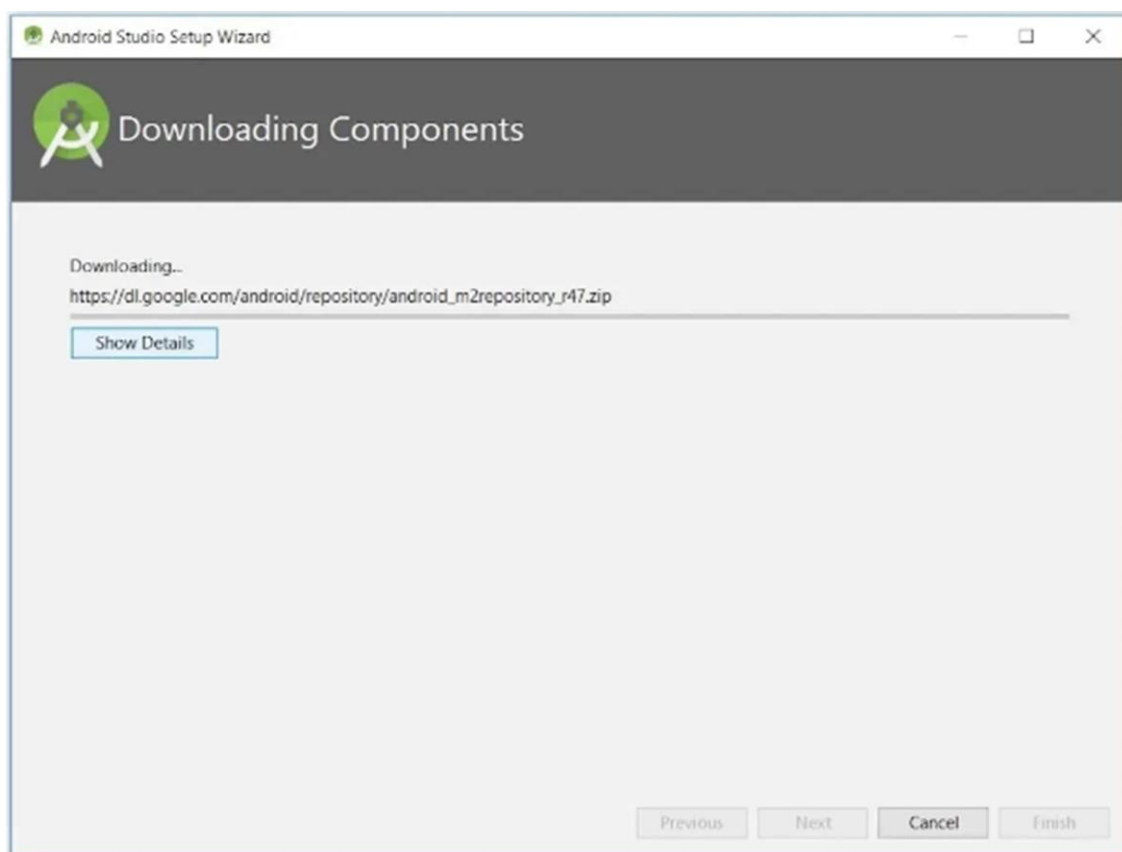 Android Studio Setup Wizard
Downloading Components
Downloading...
https://dl.google.com/android/repository/android_m2repository_r47.zip
Show Details
Previous Next Cancel Finish